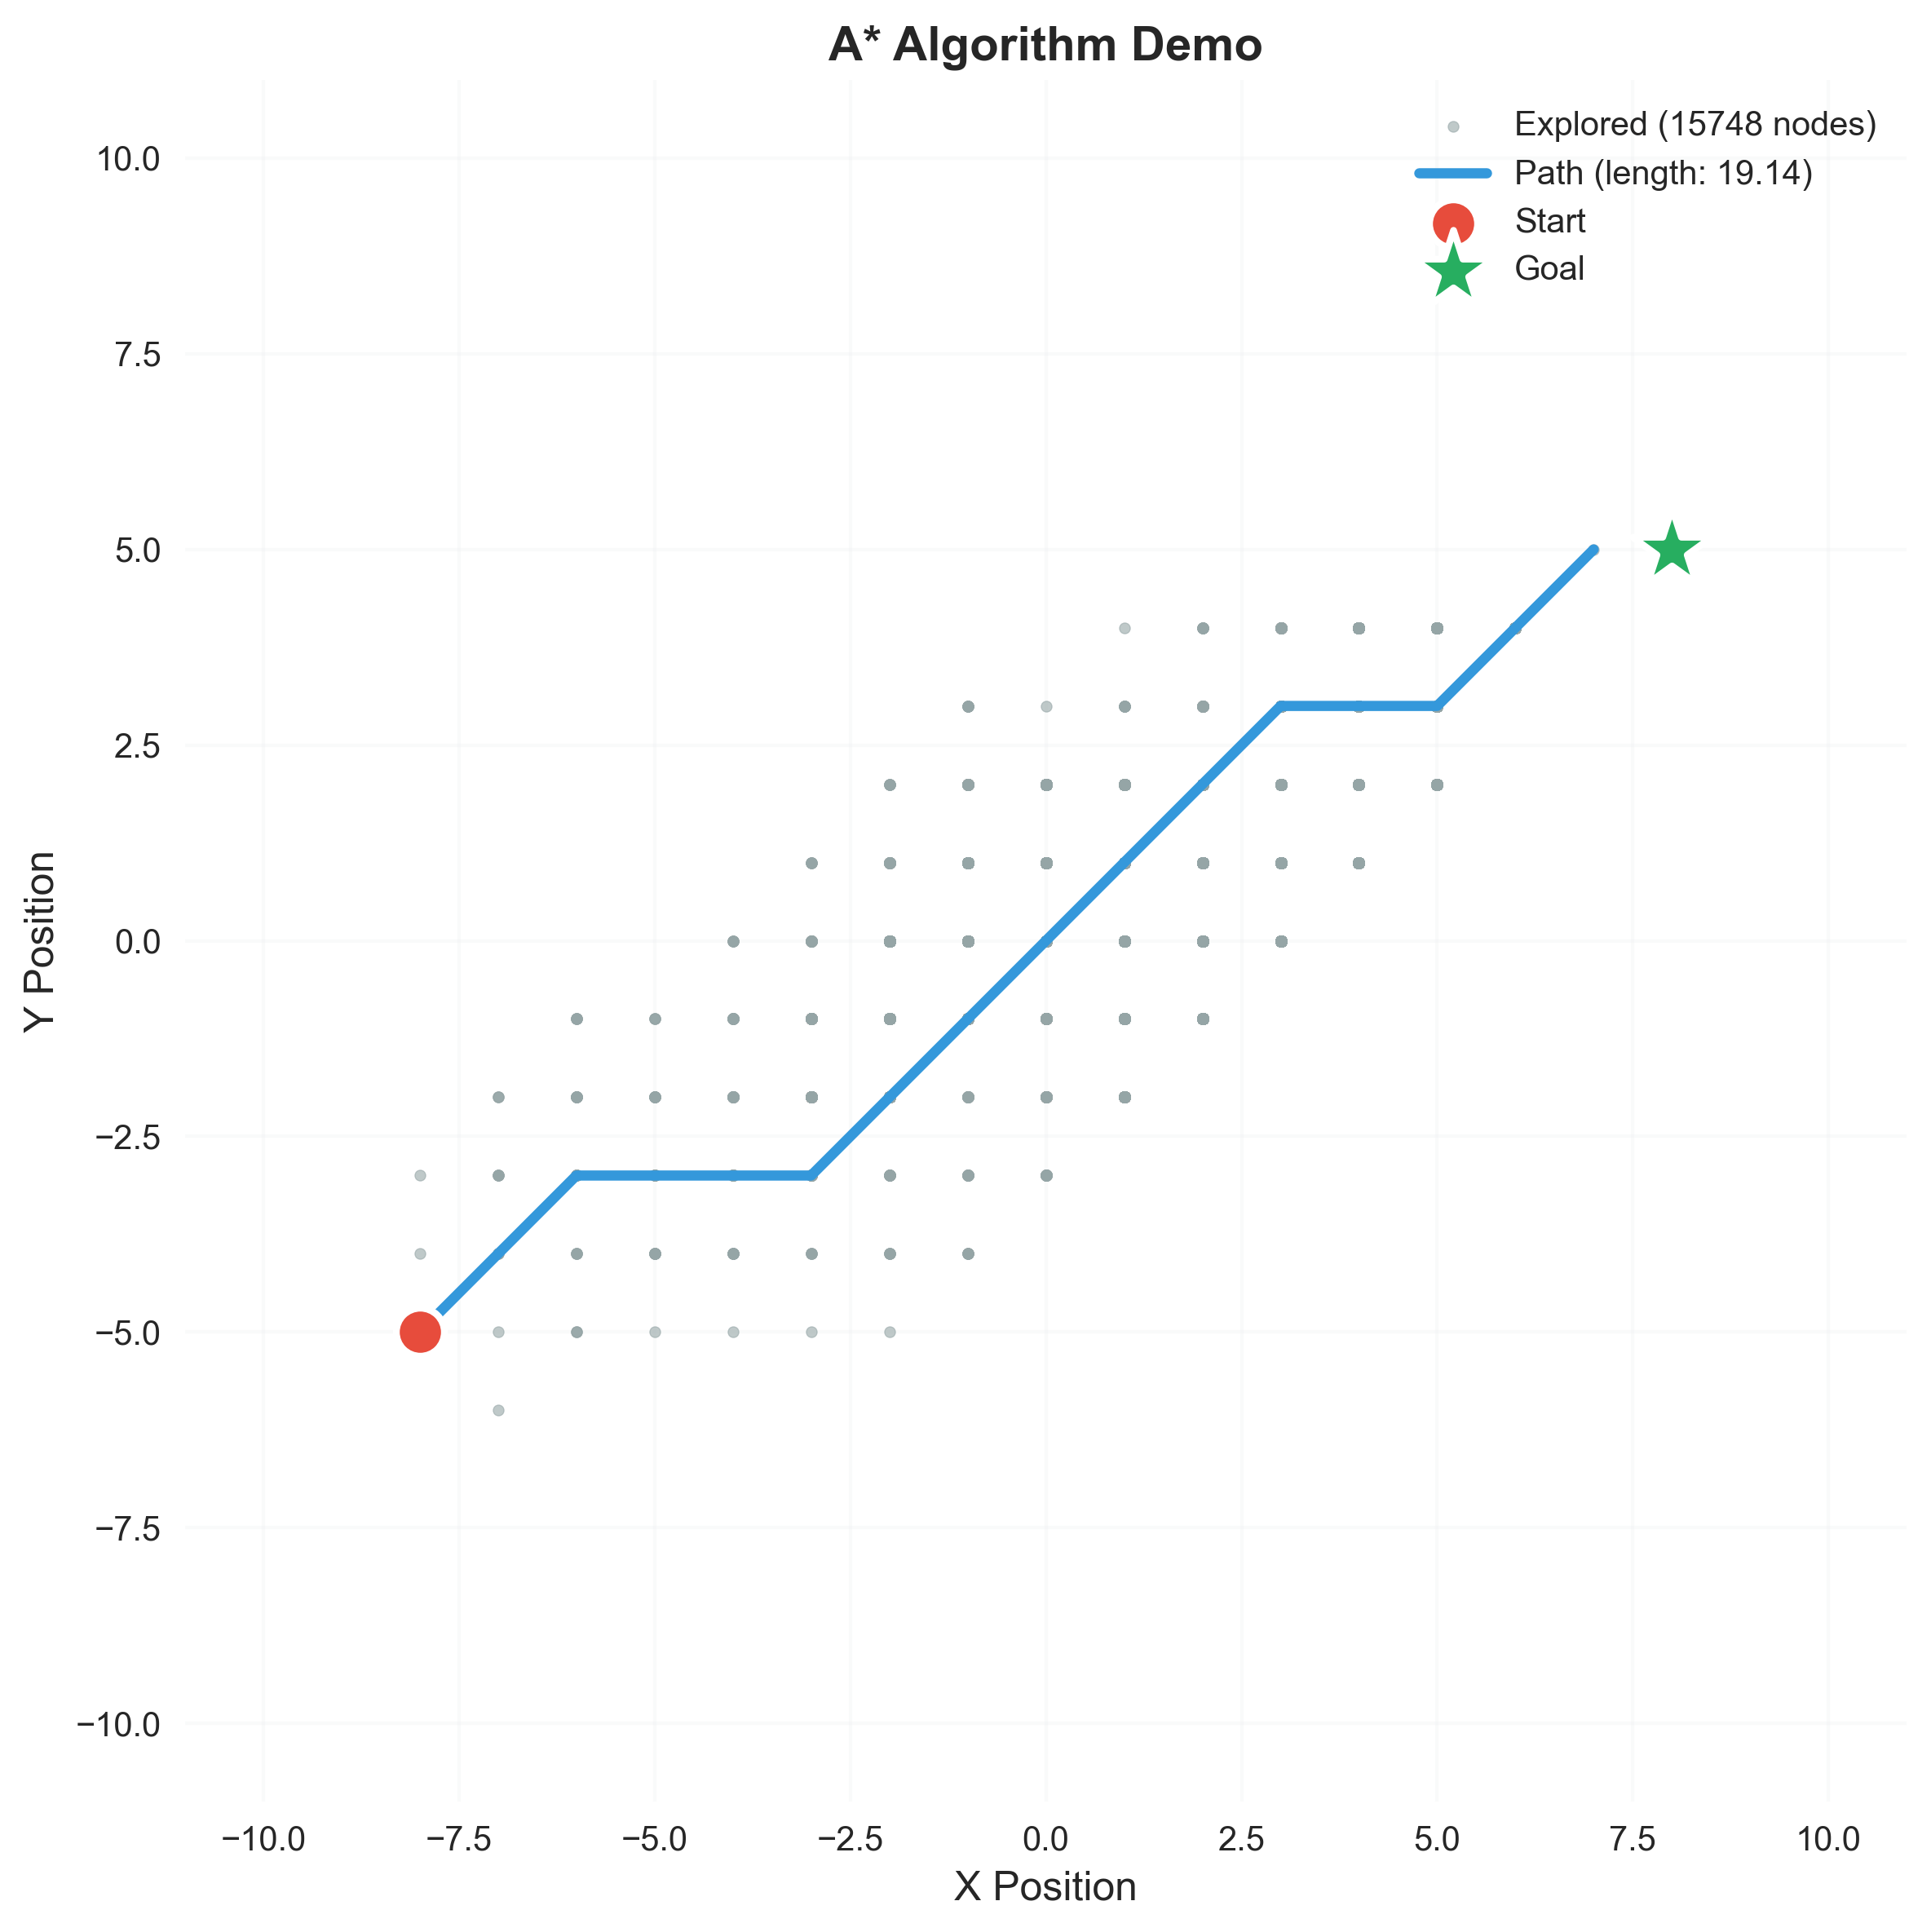 A* Algorithm Demo
Explored (15748 nodes)
Path (length: 19.14)
Start
Goal
10.0
7.5
5.0
2.5
0.0
−2.5
−5.0
−7.5
−10.0
Y Position
−10.0 −7.5 −5.0 −2.5 0.0 2.5 5.0 7.5 10.0
X Position